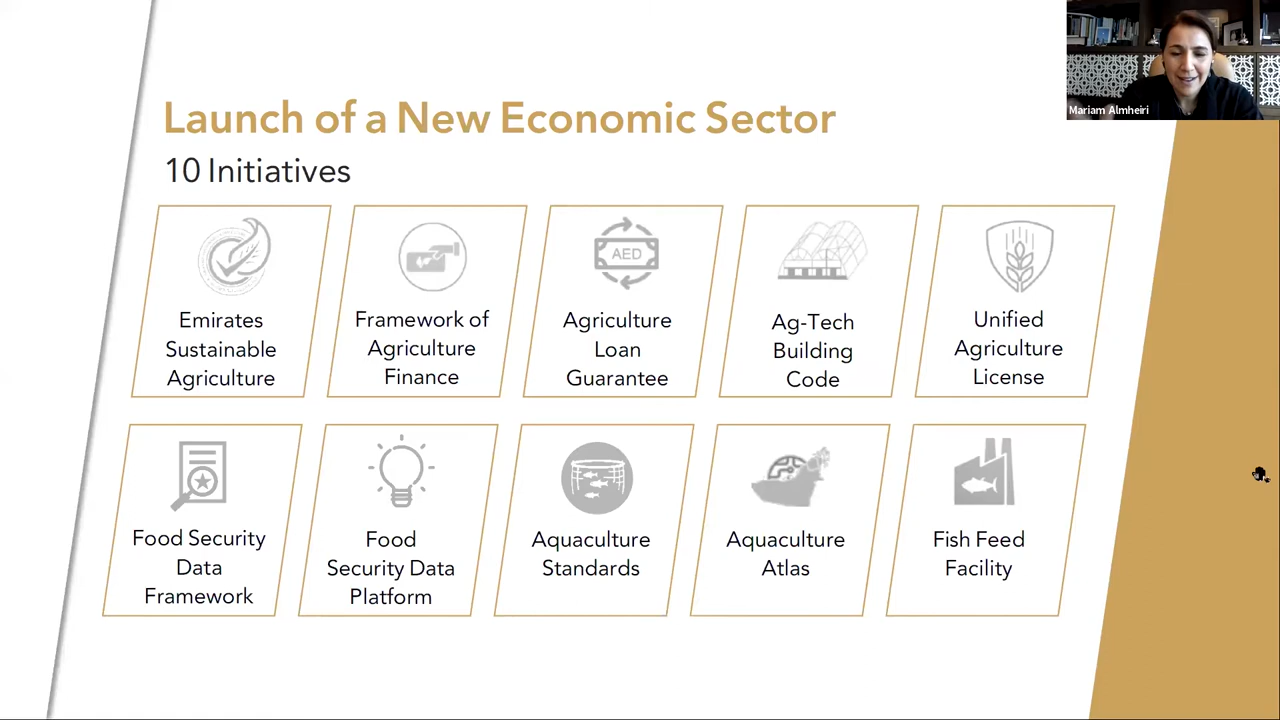 Launch of a New Economic Sector
10 Initiatives
Mariam Almheiri
Emirates
Sustainable
Agriculture
Framework of
Agriculture
Finance
AED
Agriculture
Loan
Guarantee
Ag-Tech
Building
Code
Unified
Agriculture
License
Food Security
Data
Framework
Food
Security Data
Platform
Aquaculture
Standards
Aquaculture
Atlas
Fish Feed
Facility